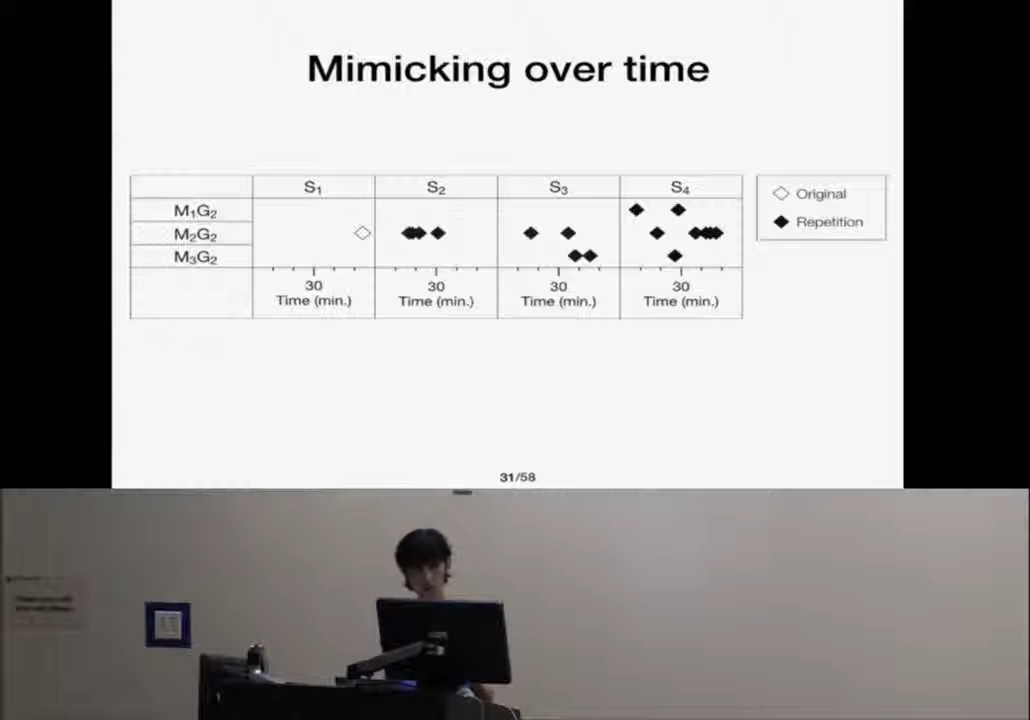 Mimicking over time
S₁ S₂ S₃ S₄
M₁G₂
M₂G₂
M₃G₂
30 30 30 30
Time (min.) Time (min.) Time (min.) Time (min.)
Original
Repetition
31/58